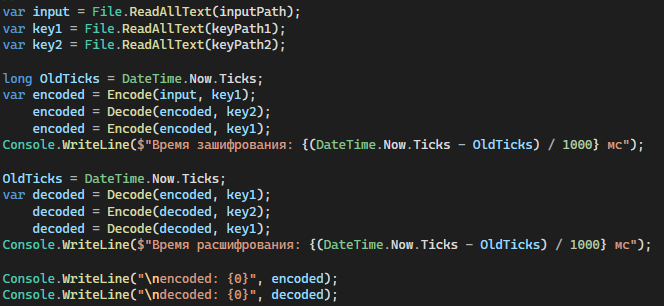 var input = File.ReadAllText(inputPath);
var key1 = File.ReadAllText(keyPath1);
var key2 = File.ReadAllText(keyPath2);

long OldTicks = DateTime.Now.Ticks;
var encoded = Encode(input, key1);
    encoded = Decode(encoded, key2);
    encoded = Encode(encoded, key1);
Console.WriteLine($"Время зашифрования: {(DateTime.Now.Ticks - OldTicks) / 1000} мс");

OldTicks = DateTime.Now.Ticks;
var decoded = Decode(encoded, key1);
    decoded = Encode(decoded, key2);
    decoded = Decode(decoded, key1);
Console.WriteLine($"Время расшифрования: {(DateTime.Now.Ticks - OldTicks) / 1000} мс");

Console.WriteLine("\nencoded: {0}", encoded);
Console.WriteLine("\ndecoded: {0}", decoded);